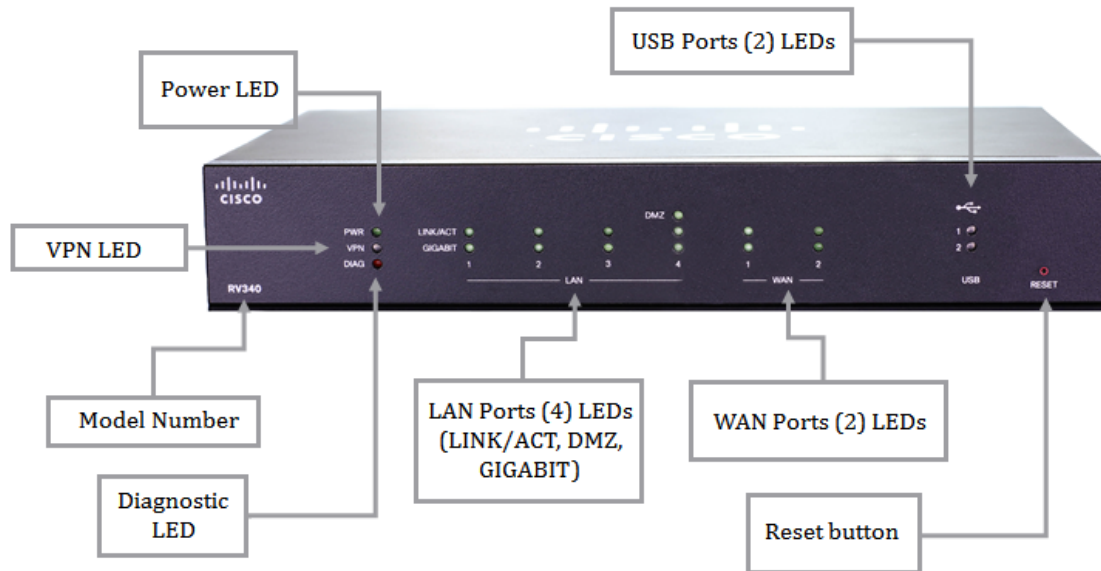 USB Ports (2) LEDs
Power LED
CISCO
CISCO
DMZ
PWR LINK/ACT
VPN LED
VPN GIGABIT 1
DIAG 1 2 3 4 1 2 2
LAN WAN USB
RV340 RESET
Model Number
LAN Ports (4) LEDs
(LINK/ACT, DMZ,
GIGABIT)
WAN Ports (2) LEDs
Diagnostic
LED
Reset button